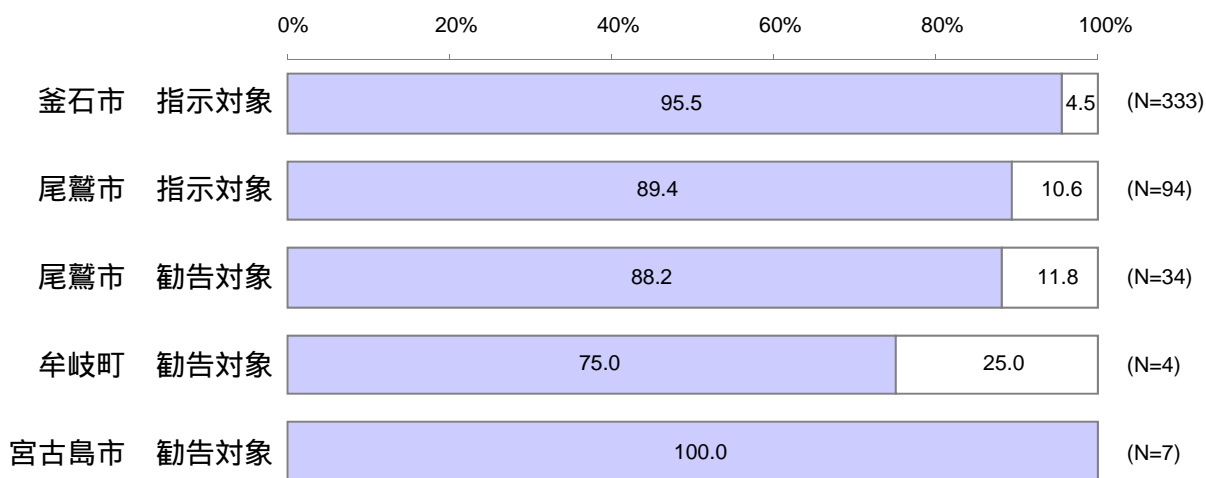 0% 20% 40% 60% 80% 100%
釜石市　指示対象 95.5 4.5 (N=333)
尾鷲市　指示対象 89.4 10.6 (N=94)
尾鷲市　勧告対象 88.2 11.8 (N=34)
牟岐町　勧告対象 75.0 25.0 (N=4)
宮古島市　勧告対象 100.0 (N=7)